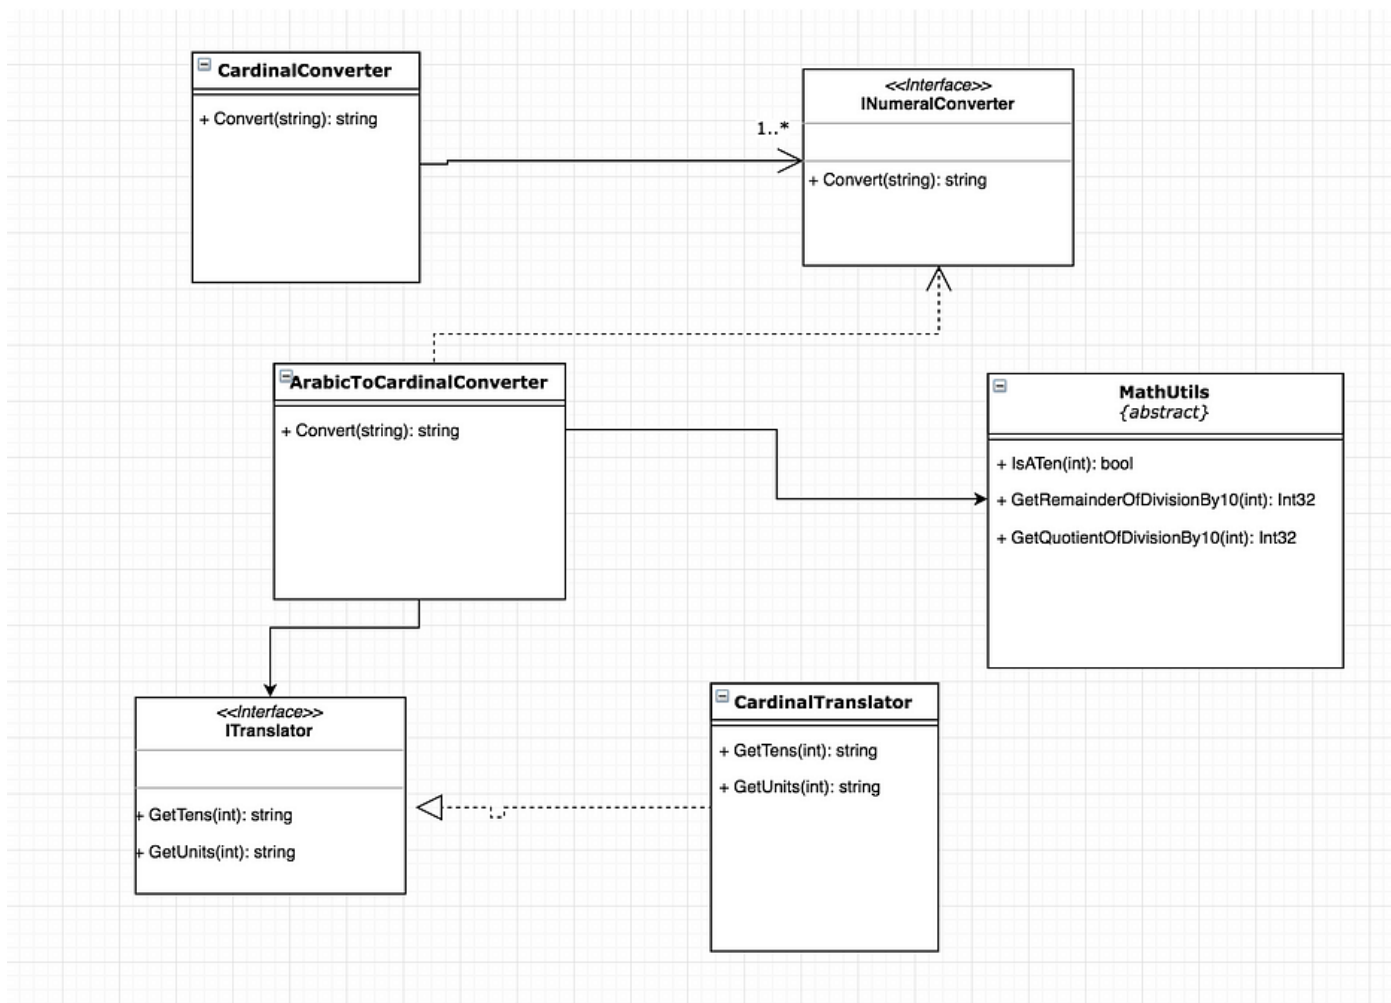 CardinalConverter
+ Convert(string): string
<<Interface>>
INumeralConverter
1..*
+ Convert(string): string
ArabicToCardinalConverter
+ Convert(string): string
MathUtils
{abstract}
+ IsATen(int): bool
+ GetRemainderOfDivisionBy10(int): Int32
+ GetQuotientOfDivisionBy10(int): Int32
<<Interface>>
ITranslator
+ GetTens(int): string
+ GetUnits(int): string
CardinalTranslator
+ GetTens(int): string
+ GetUnits(int): string